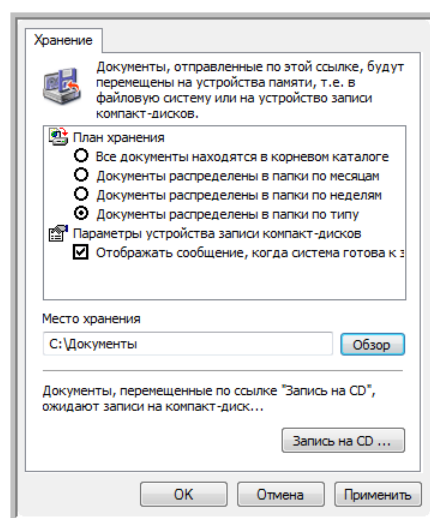 Хранение
Документы, отправленные по этой ссылке, будут
перемещены на устройства памяти, т.е. в
файловую систему или на устройство записи
компакт-дисков.
План хранения
Все документы находятся в корневом каталоге
Документы распределены в папки по месяцам
Документы распределены в папки по неделям
Документы распределены в папки по типу
Параметры устройства записи компакт-дисков
Отображать сообщение, когда система готова к з
Место хранения
C:\Документы
Обзор
Документы, перемещенные по ссылке "Запись на CD",
ожидают записи на компакт-диск...
Запись на CD ...
OK Отмена Применить